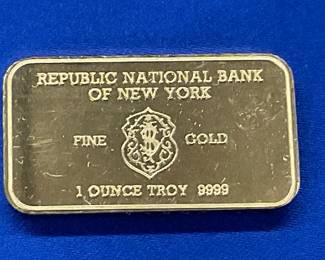 REPUBLIC NATIONAL BANK
OF NEW YORK
FINE GOLD
1 OUNCE TROY 9999